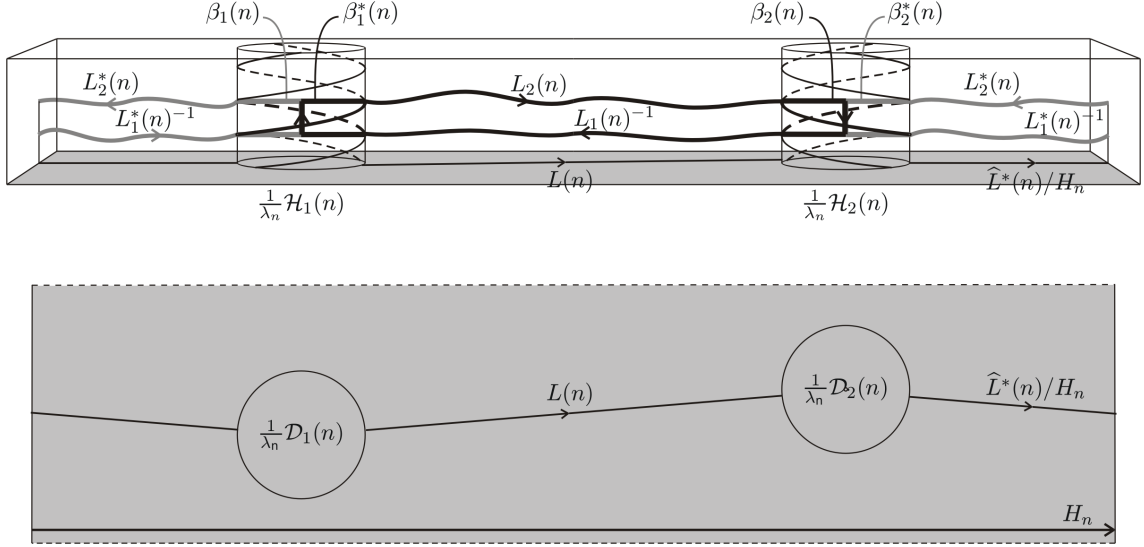 β₁(n) β₁*(n) β₂(n) β₂*(n)
L₂*(n) L₂(n) L₂*(n)
L₁*(n)⁻¹ L₁(n)⁻¹ L₁*(n)⁻¹
L(n) L̂*(n)/Hₙ
1/λₙ ℋ₁(n) 1/λₙ ℋ₂(n)
L(n) 1/λₙ 𝒟₂(n) L̂*(n)/Hₙ
1/λₙ 𝒟₁(n)
Hₙ